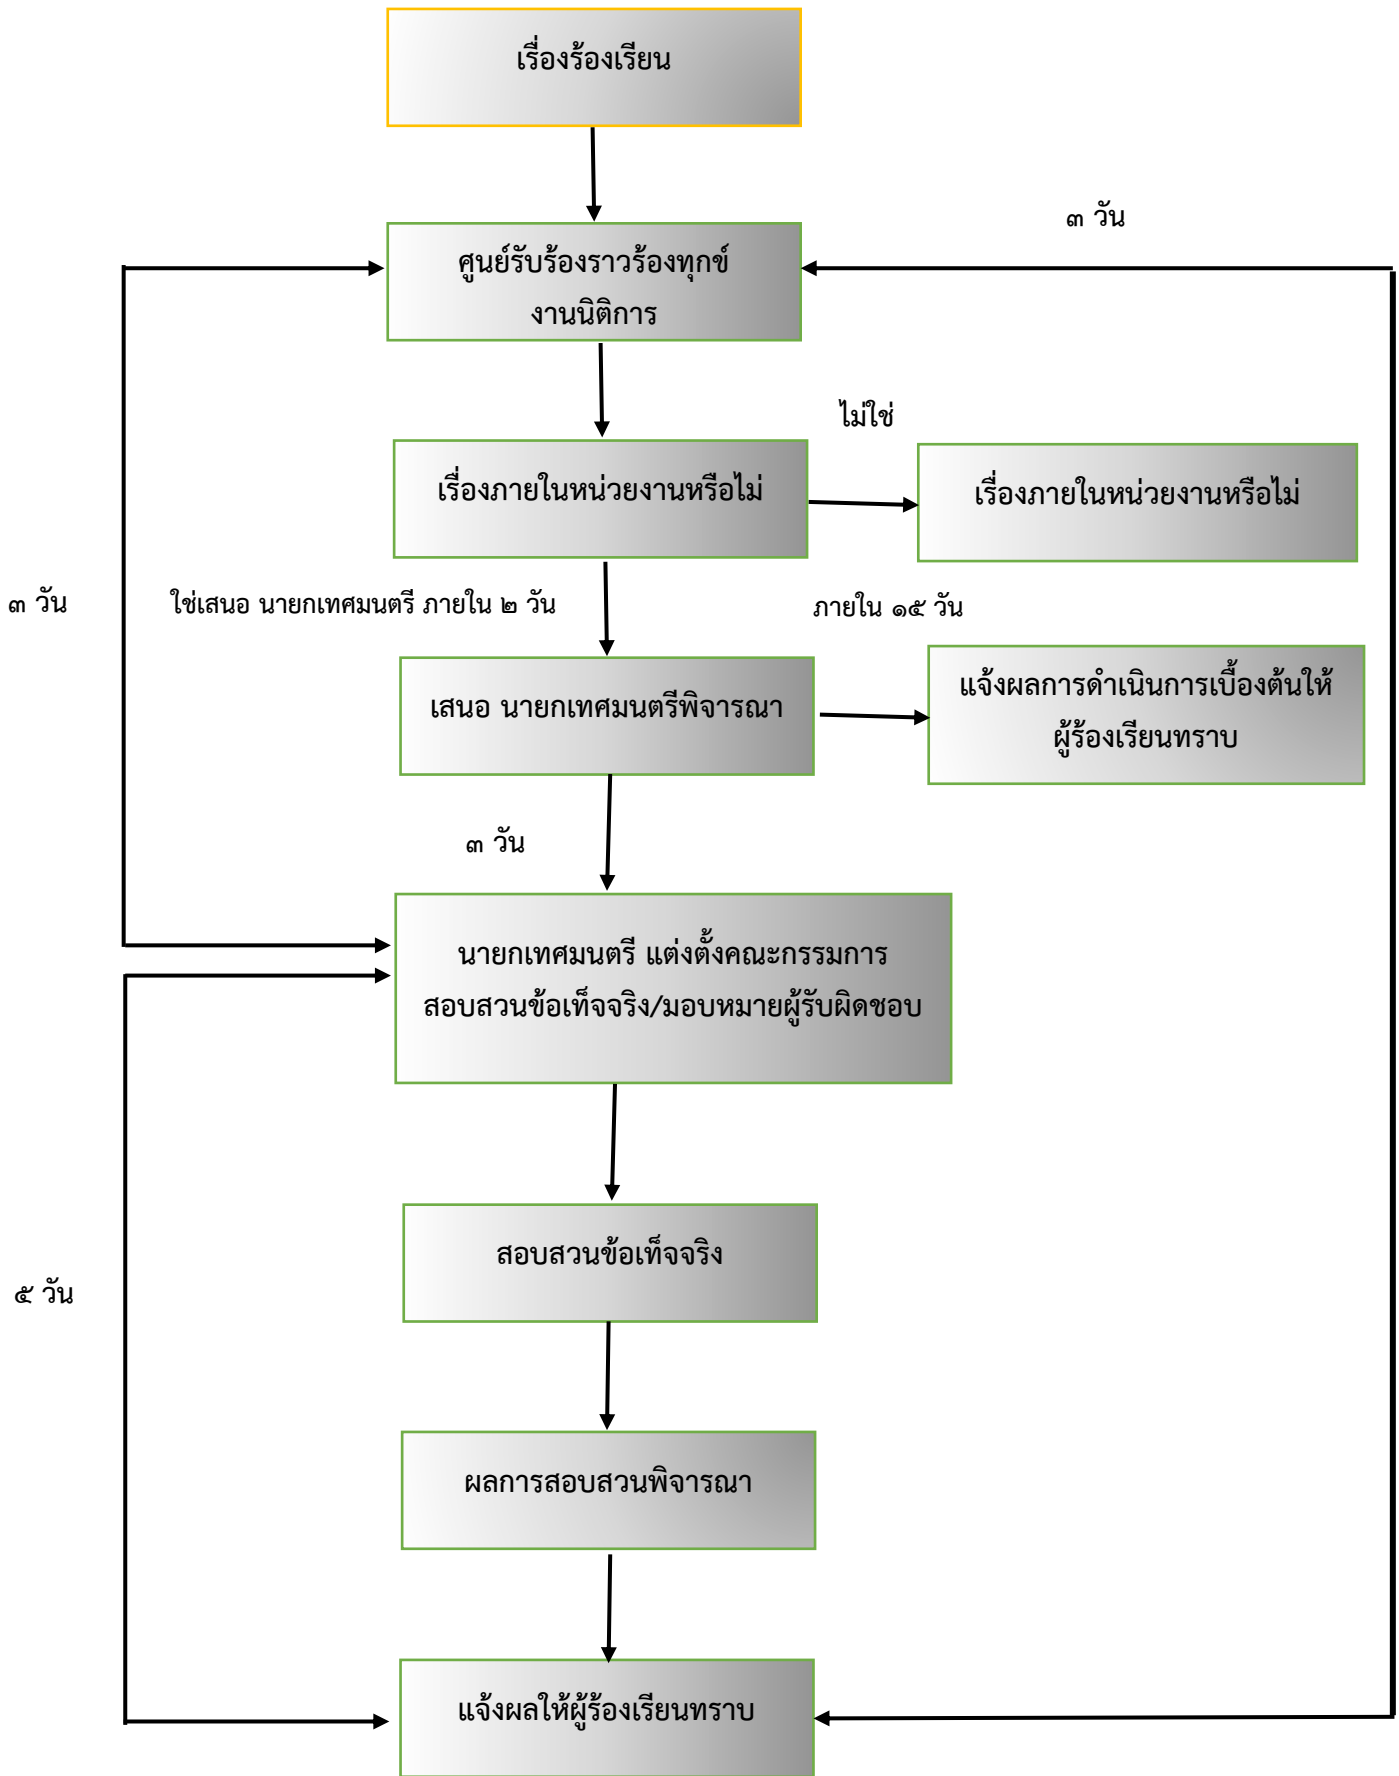 เรื่องร้องเรียน
๓ วัน
ศูนย์รับร้องราวร้องทุกข์
งานนิติการ
ไม่ใช่
เรื่องภายในหน่วยงานหรือไม่
เรื่องภายในหน่วยงานหรือไม่
๓ วัน
ใช่เสนอ นายกเทศมนตรี ภายใน ๒ วัน
ภายใน ๑๕ วัน
เสนอ นายกเทศมนตรีพิจารณา
แจ้งผลการดำเนินการเบื้องต้นให้
ผู้ร้องเรียนทราบ
๓ วัน
นายกเทศมนตรี แต่งตั้งคณะกรรมการ
สอบสวนข้อเท็จจริง/มอบหมายผู้รับผิดชอบ
สอบสวนข้อเท็จจริง
๕ วัน
ผลการสอบสวนพิจารณา
แจ้งผลให้ผู้ร้องเรียนทราบ